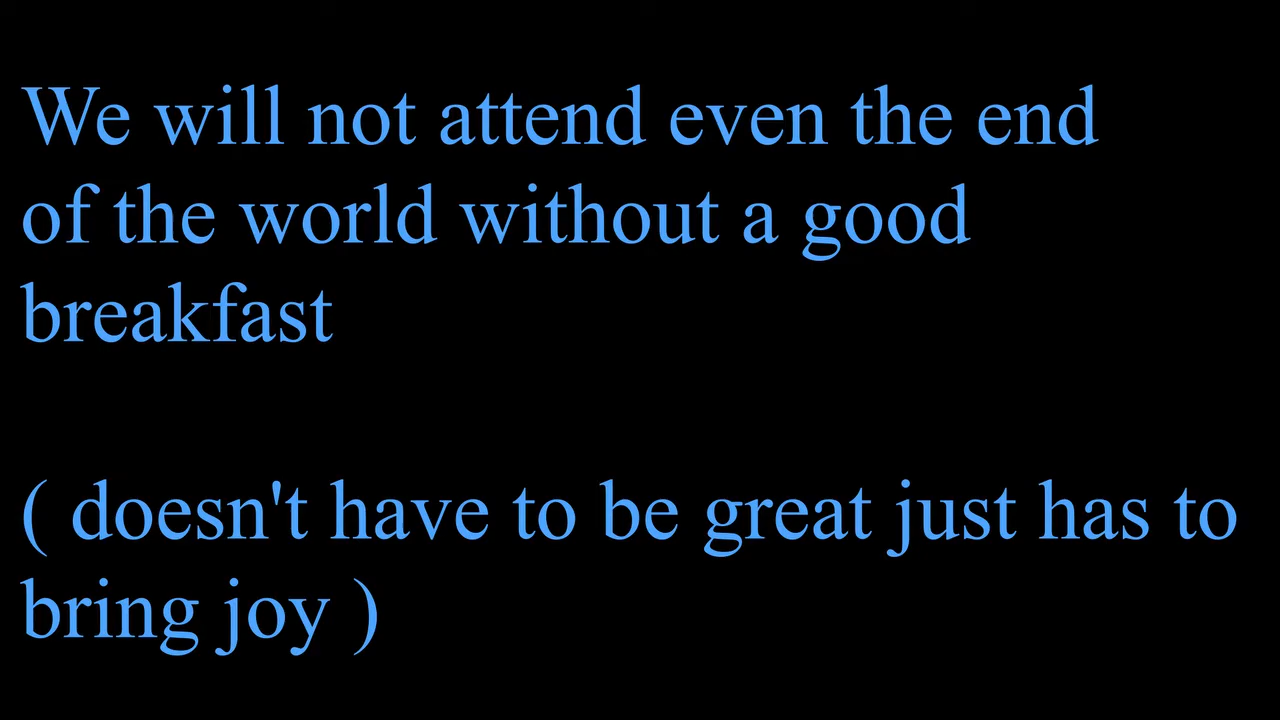 We will not attend even the end
of the world without a good
breakfast
( doesn't have to be great just has to
bring joy )